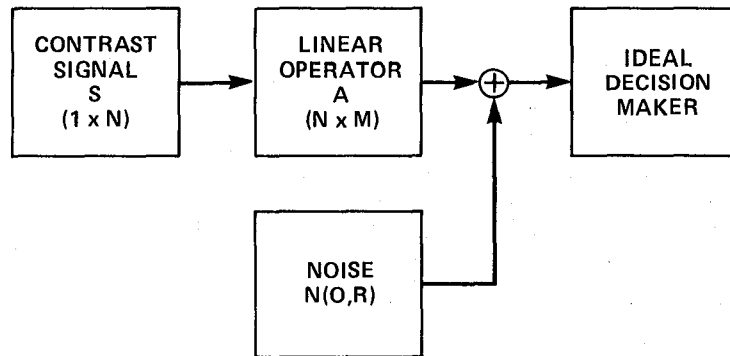 CONTRAST
SIGNAL
S
(1 x N)
LINEAR
OPERATOR
A
(N x M)
+
IDEAL
DECISION
MAKER
NOISE
N(O,R)